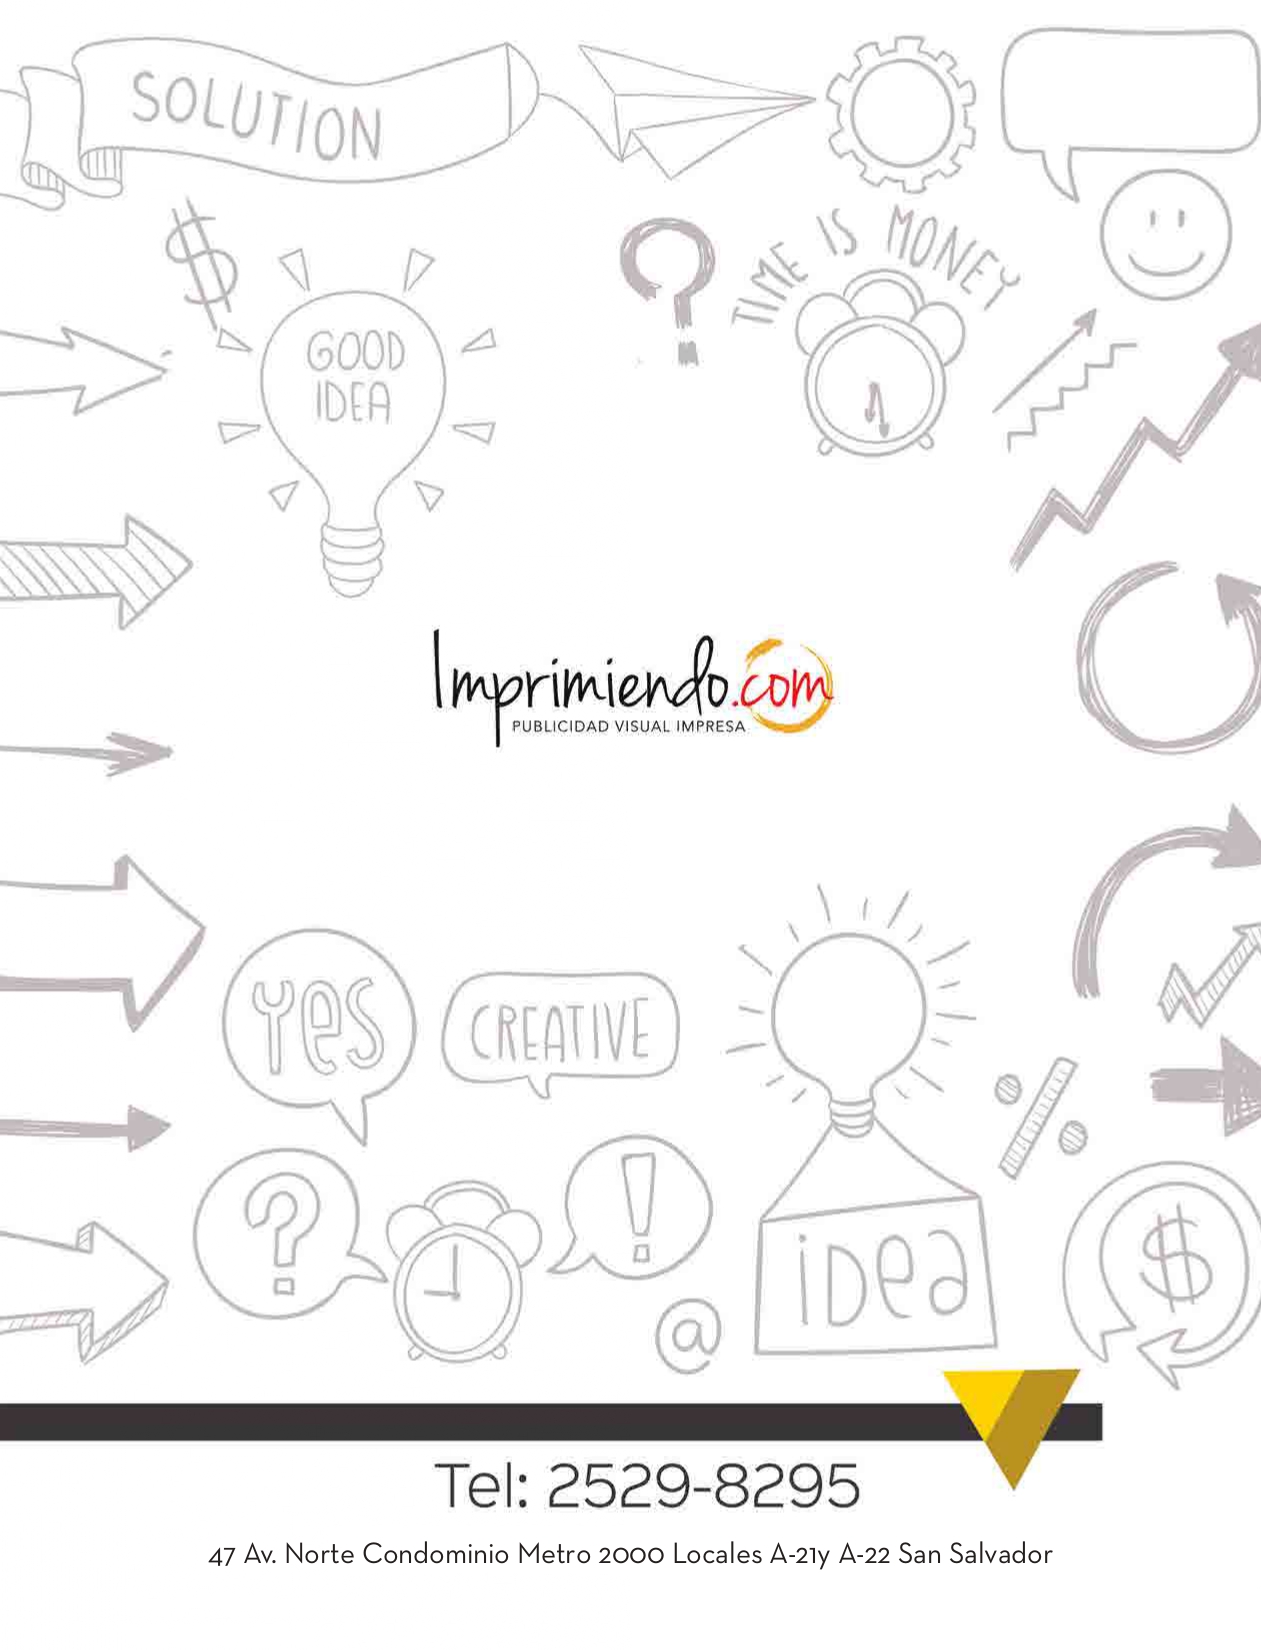 SOLUTION
$
TIME IS MONEY
?
GOOD
IDEA
Imprimiendo.com
PUBLICIDAD VISUAL IMPRESA
Yes
CREATIVE
%
?
!
@
iDea
$
Tel: 2529-8295
47 Av. Norte Condominio Metro 2000 Locales A-21y A-22 San Salvador